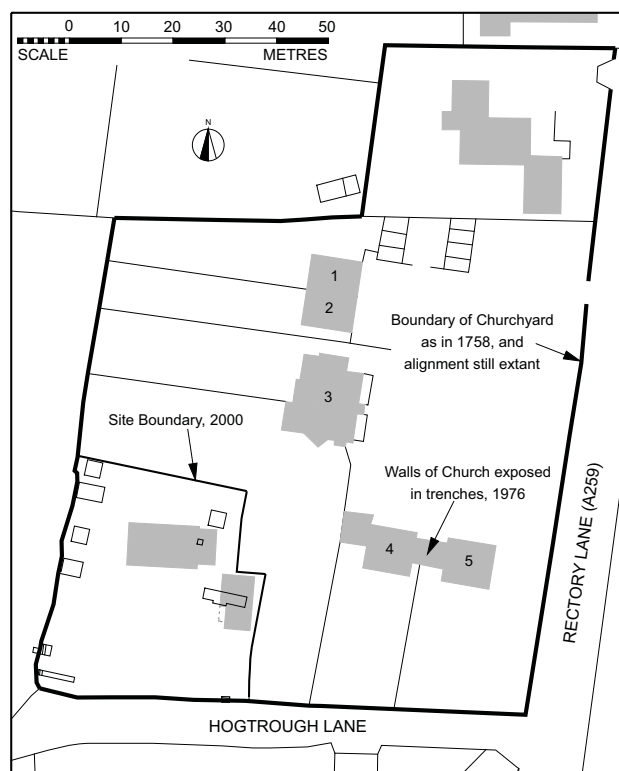 0 10 20 30 40 50
SCALE METRES
N
1
2
Boundary of Churchyard
as in 1758, and
alignment still extant
3
Site Boundary, 2000
Walls of Church exposed
in trenches, 1976
4
5
RECTORY LANE (A259)
HOGTROUGH LANE